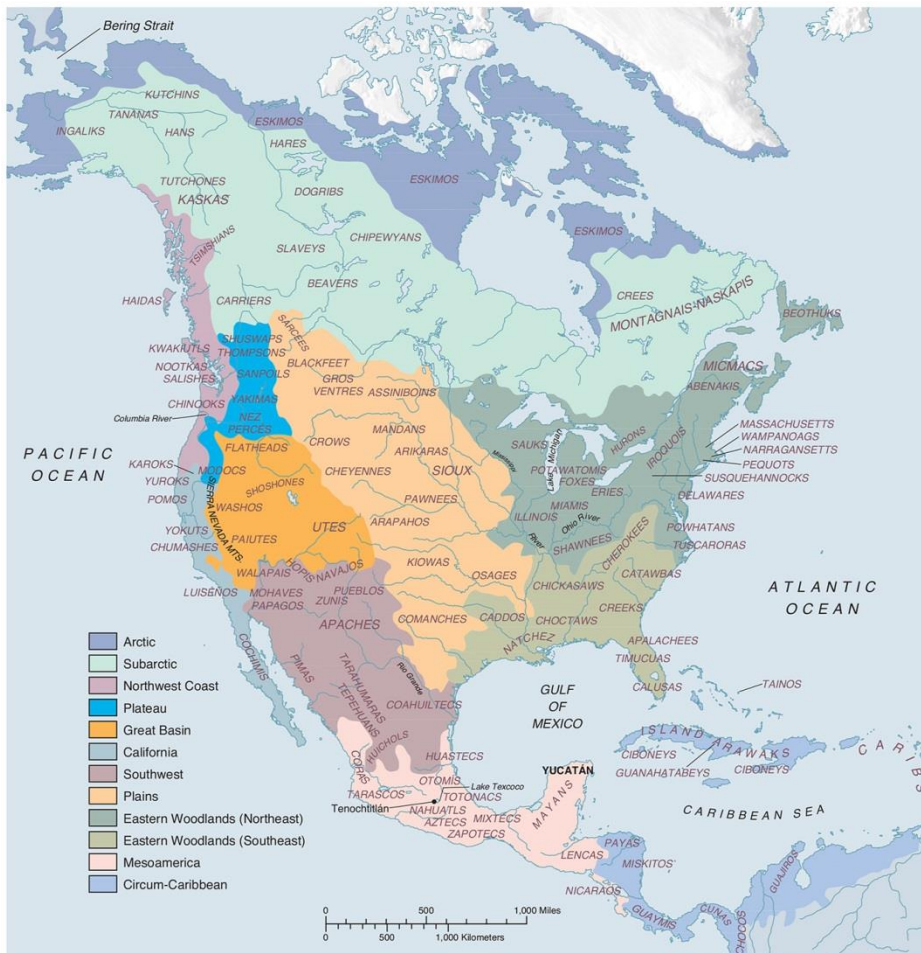 Bering Strait
KUTCHINS
TANANAS
ESKIMOS
INGALIKS
HANS
HARES
TUTCHONES
KASKAS
DOGRIBS
ESKIMOS
TSIMSHIANS
SLAVEYS
CHIPEWYANS
ESKIMOS
BEAVERS
CREES
MONTAGNAIS-NASKAPIS
HAIDAS
CARRIERS
BEOTHUKS
SARCEES
SHUSWAPS
KWAKIUTLS
THOMPSONS
BLACKFEET
MICMACS
NOOTKAS
SANPOILS
GROS
VENTRES
ASSINIBOINS
ABENAKIS
SALISHES
CHINOOKS
YAKIMAS
Columbia River
NEZ
PERCÉS
MANDANS
MASSACHUSETTS
WAMPANOAGS
NARRAGANSETTS
PEQUOTS
SUSQUEHANNOCKS
PACIFIC
OCEAN
FLATHEADS
CROWS
ARIKARAS
SAUKS
Lake Michigan
HURONS
IROQUOIS
KAROKS
MODOCS
CHEYENNES
SIOUX
Mississippi
River
POTAWATOMIS
FOXES
YUROKS
SHOSHONES
ERIES
DELAWARES
POMOS
SIERRA NEVADA MTS.
WASHOS
PAWNEES
MIAMIS
ILLINOIS
Ohio River
YOKUTS
UTES
ARAPAHOS
POWHATANS
CHUMASHES
PAIUTES
SHAWNEES
CHEROKEES
TUSCARORAS
WALAPAIS
HOPIS
NAVAJOS
KIOWAS
OSAGES
CATAWBAS
LUISEÑOS
MOHAVES
PUEBLOS
CHICKASAWS
PAPAGOS
ZUNIS
ATLANTIC
OCEAN
APACHES
COMANCHES
CADDOS
CHOCTAWS
CREEKS
NATCHEZ
APALACHEES
COCHIMIS
PIMAS
TARAHUMARAS
TEPEHUANS
Rio Grande
TIMUCUAS
CALUSAS
COAHUILTECS
GULF
OF
MEXICO
TAINOS
HUICHOLS
CORAS
HUASTECS
ISLAND ARAWAKS
CARIBS
CIBONEYS
GUANAHATABEYS
CIBONEYS
YUCATÁN
OTOMIS
Lake Texcoco
TARASCOS
TOTONACS
MAYANS
Tenochtitlán
NAHUATLS
AZTECS
MIXTECS
ZAPOTECS
CARIBBEAN SEA
LENCAS
PAYAS
MISKITOS
NICARAOS
GUAJIROS
GUAYMIS
CUNAS
CHOCOS
Arctic
Subarctic
Northwest Coast
Plateau
Great Basin
California
Southwest
Plains
Eastern Woodlands (Northeast)
Eastern Woodlands (Southeast)
Mesoamerica
Circum-Caribbean
0 500 1,000 Miles
0 500 1,000 Kilometers